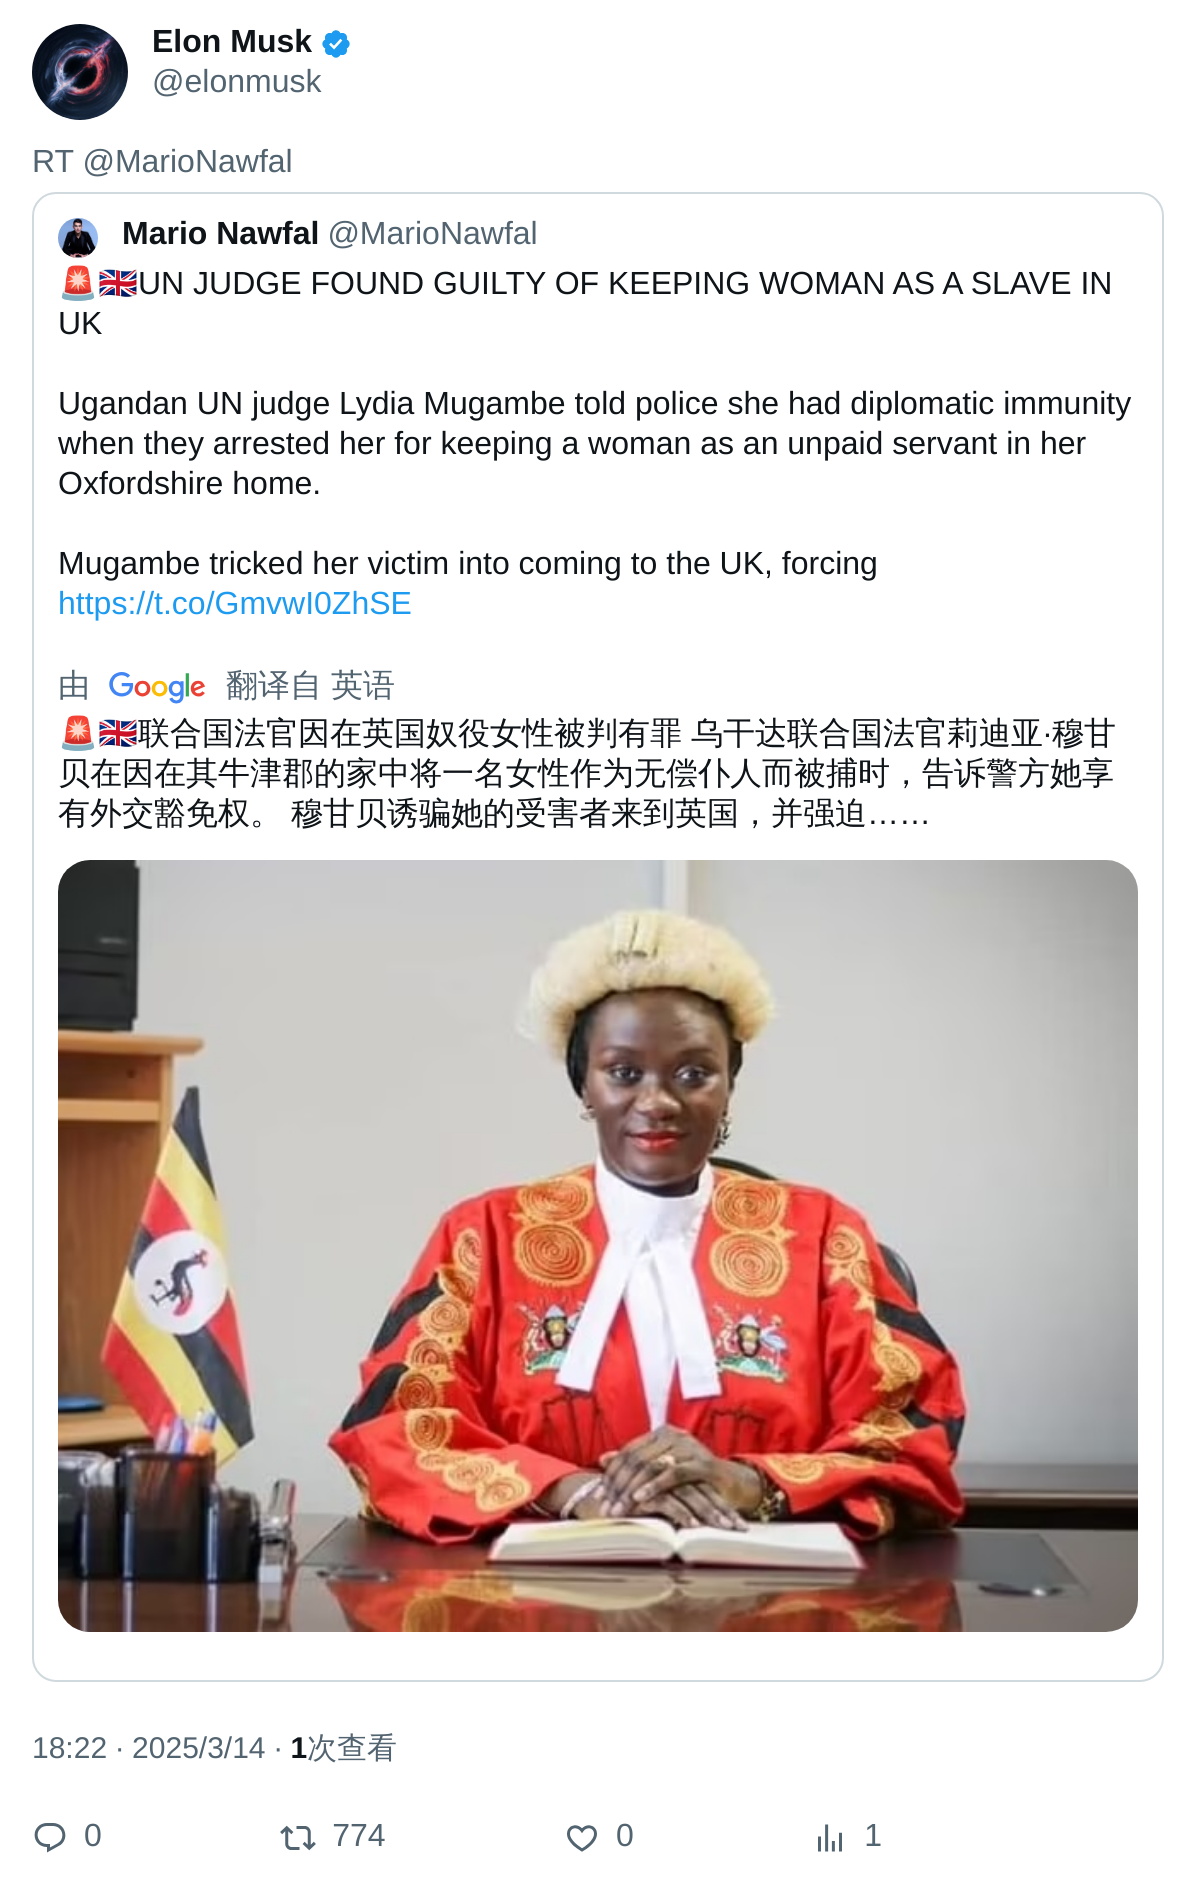 Elon Musk
@elonmusk
RT @MarioNawfal
Mario Nawfal @MarioNawfal
🚨🇬🇧UN JUDGE FOUND GUILTY OF KEEPING WOMAN AS A SLAVE IN
UK
Ugandan UN judge Lydia Mugambe told police she had diplomatic immunity
when they arrested her for keeping a woman as an unpaid servant in her
Oxfordshire home.
Mugambe tricked her victim into coming to the UK, forcing
https://t.co/GmvwI0ZhSE
由 Google 翻译自 英语
🚨🇬🇧联合国法官因在英国奴役女性被判有罪 乌干达联合国法官莉迪亚·穆甘
贝在因在其牛津郡的家中将一名女性作为无偿仆人而被捕时，告诉警方她享
有外交豁免权。 穆甘贝诱骗她的受害者来到英国，并强迫……
18:22 · 2025/3/14 · 1次查看
0 774 0 1